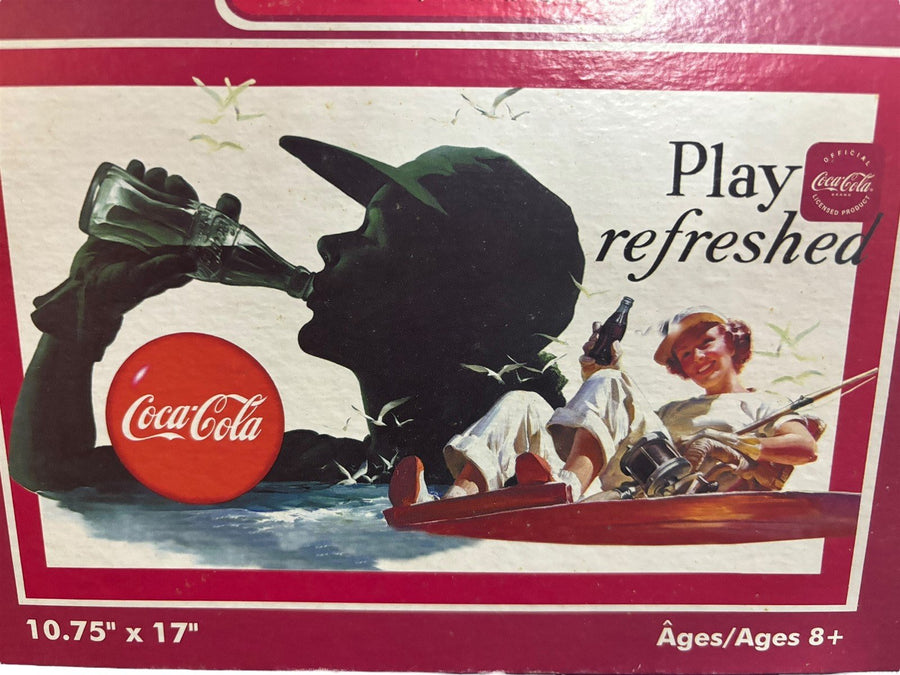 Play
refreshed
OFFICIAL
Coca-Cola
BRAND
LICENSED PRODUCT
Coca-Cola
10.75" x 17"
Âges/Ages 8+